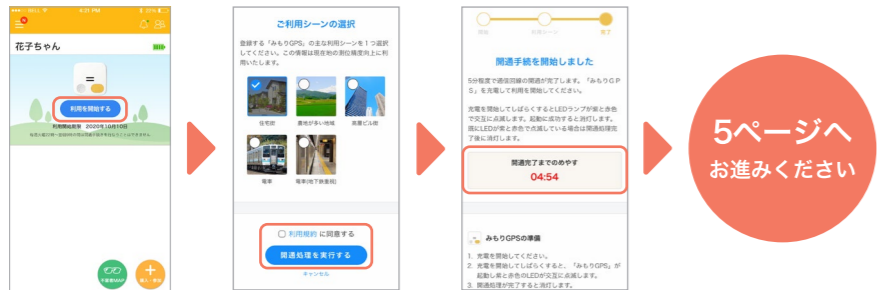 4:21 PM
22%
花子ちゃん
利用を開始する
利用開始期限 2020年10月10日
不審者MAP
ご利用シーンの選択
登録する「みもりGPS」の主な利用シーンを1つ選択
してください。この情報は現在地の測位精度向上に利
用いたします。
住宅街
農地が多い地域
高層ビル街
電車
電車(地下鉄車両)
利用規約 に同意する
開通処理を実行する
キャンセル
開始
利用シーン
完了
開通手続を開始しました
5分程度で通信回線の開通が完了します。「みもりGP
S」を充電して利用を開始してください。
充電を開始してしばらくするとLEDランプが紫と赤色
で交互に点滅します。起動に成功すると消灯します。
既にLEDが紫と赤色で点滅している場合は開通処理完
了後に消灯します。
開通完了までのめやす
04:54
みもりGPSの準備
1. 充電を開始してください。
2. 充電を開始してしばらくすると、「みもりGPS」が
起動し紫と赤色のLEDが交互に点滅します。
3. 開通処理が完了すると消灯します。
5ページへ
お進みください